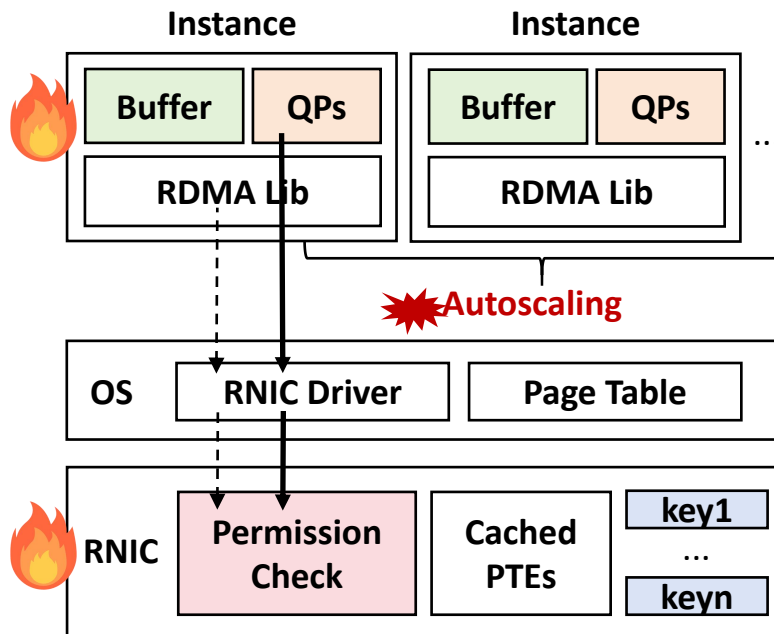 Instance
Instance
Buffer
QPs
Buffer
QPs
...
RDMA Lib
RDMA Lib
Autoscaling
OS
RNIC Driver
Page Table
RNIC
Permission
Check
Cached
PTEs
key1
...
keyn